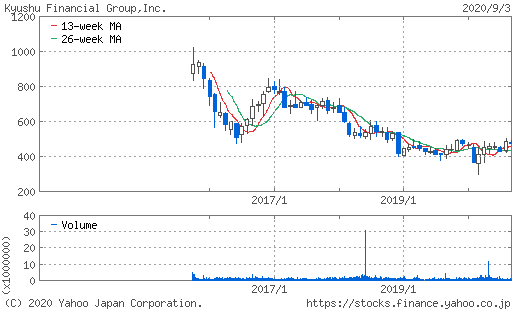 Kyushu Financial Group,Inc. 2020/9/3
13-week MA
26-week MA
1200
1000
800
600
400
200
2017/1 2019/1
Volume
40
30
20
10
0
(x1000000)
2017/1 2019/1
(C) 2020 Yahoo Japan Corporation. https://stocks.finance.yahoo.co.jp/